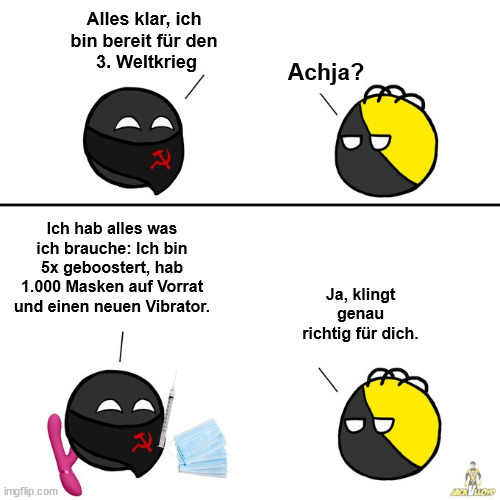 Alles klar, ich
bin bereit für den
3. Weltkrieg
Achja?
Ich hab alles was
ich brauche: Ich bin
5x geboostert, hab
1.000 Masken auf Vorrat
und einen neuen Vibrator.
Ja, klingt
genau
richtig für dich.
imgflip.com
JACK LLOYD